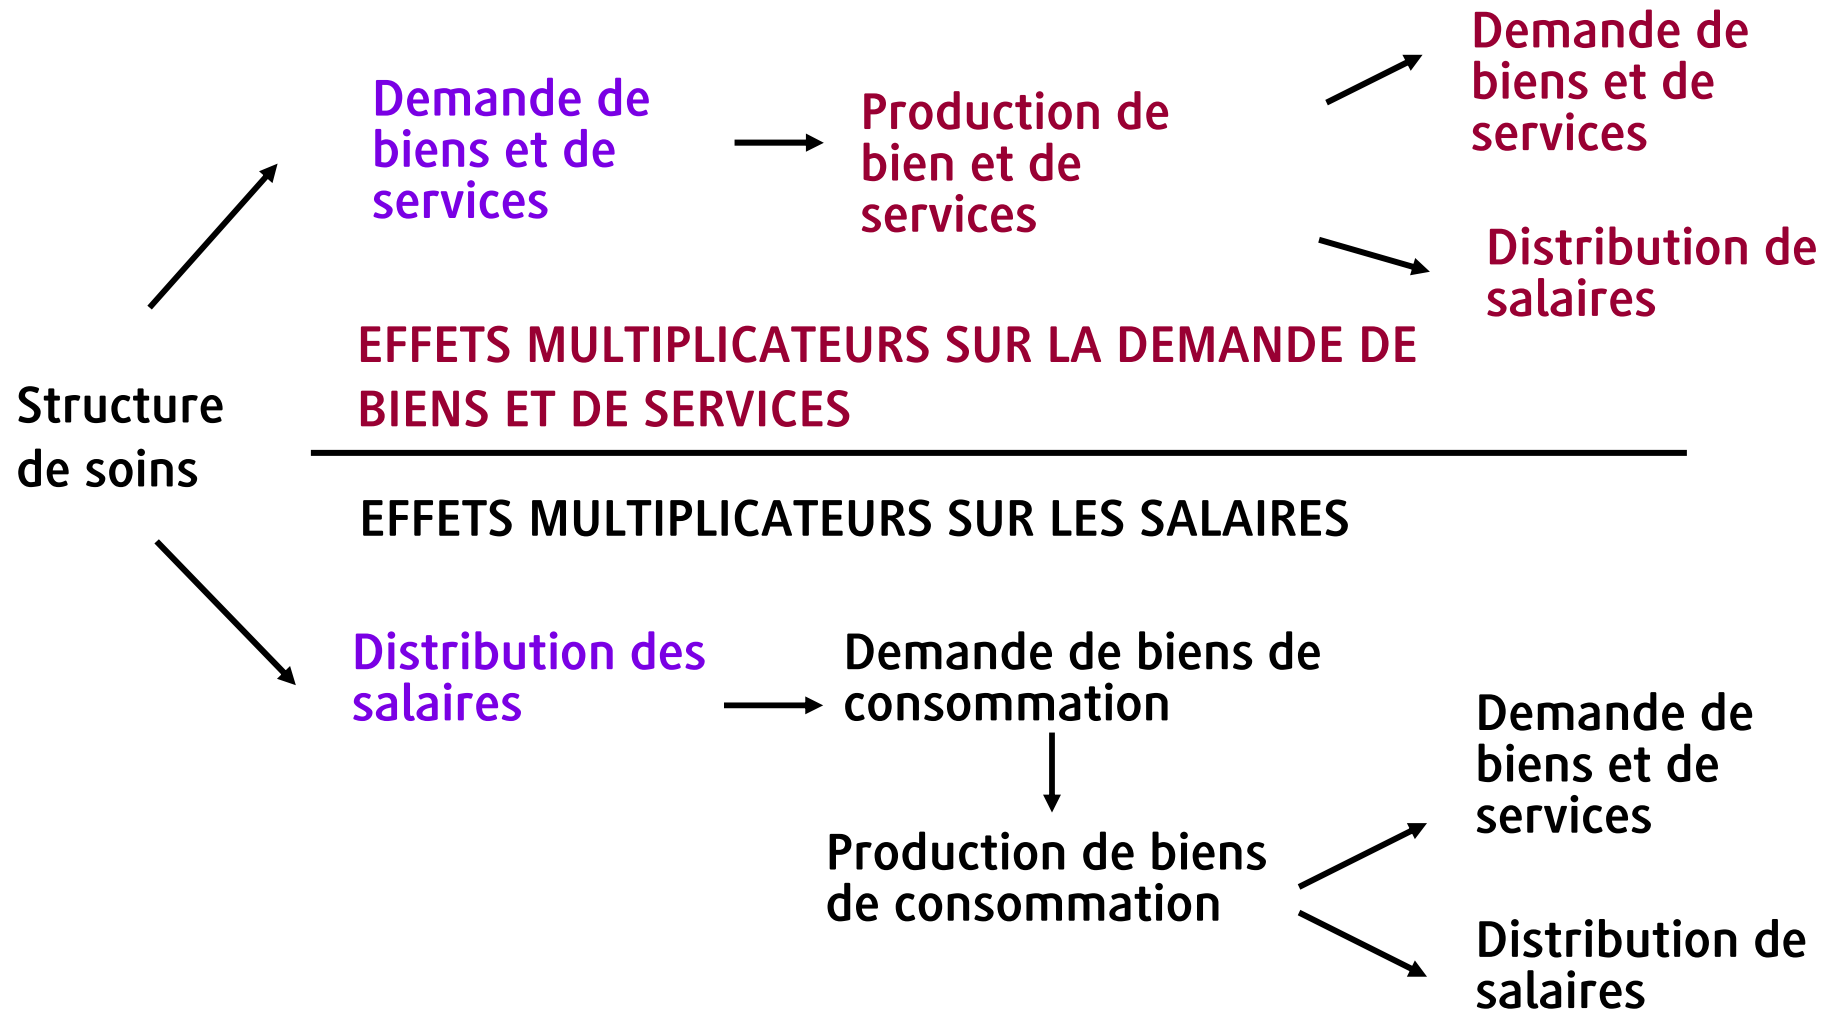 Demande de
biens et de
services
Production de
bien et de
services
Demande de
biens et de
services
Distribution de
salaires
EFFETS MULTIPLICATEURS SUR LA DEMANDE DE
BIENS ET DE SERVICES
Structure
de soins
EFFETS MULTIPLICATEURS SUR LES SALAIRES
Distribution des
salaires
Demande de biens de
consommation
Production de biens
de consommation
Demande de
biens et de
services
Distribution de
salaires